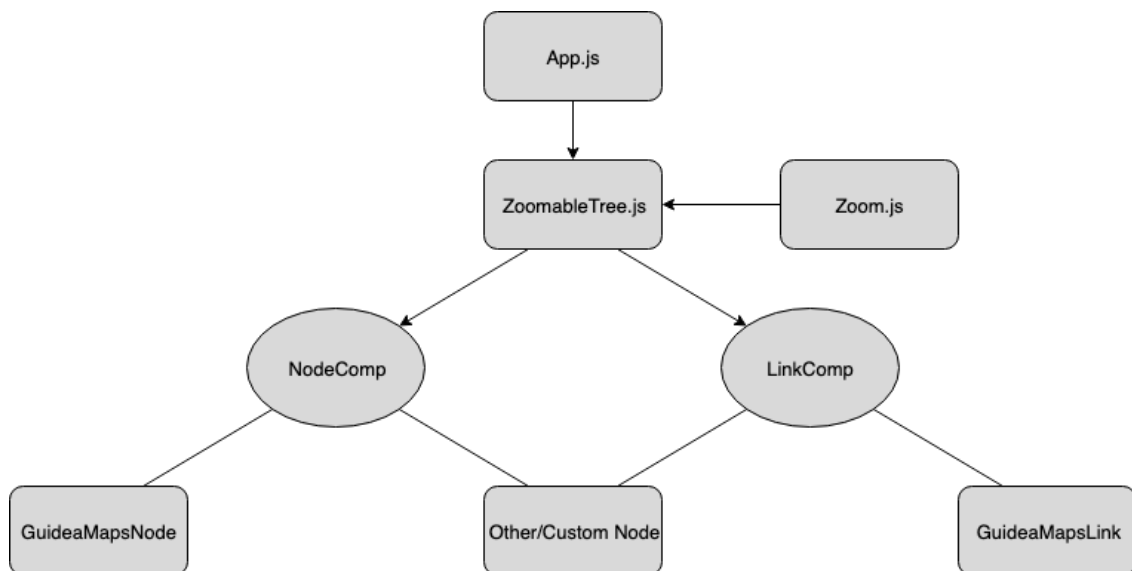 App.js
ZoomableTree.js
Zoom.js
NodeComp
LinkComp
GuideaMapsNode
Other/Custom Node
GuideaMapsLink